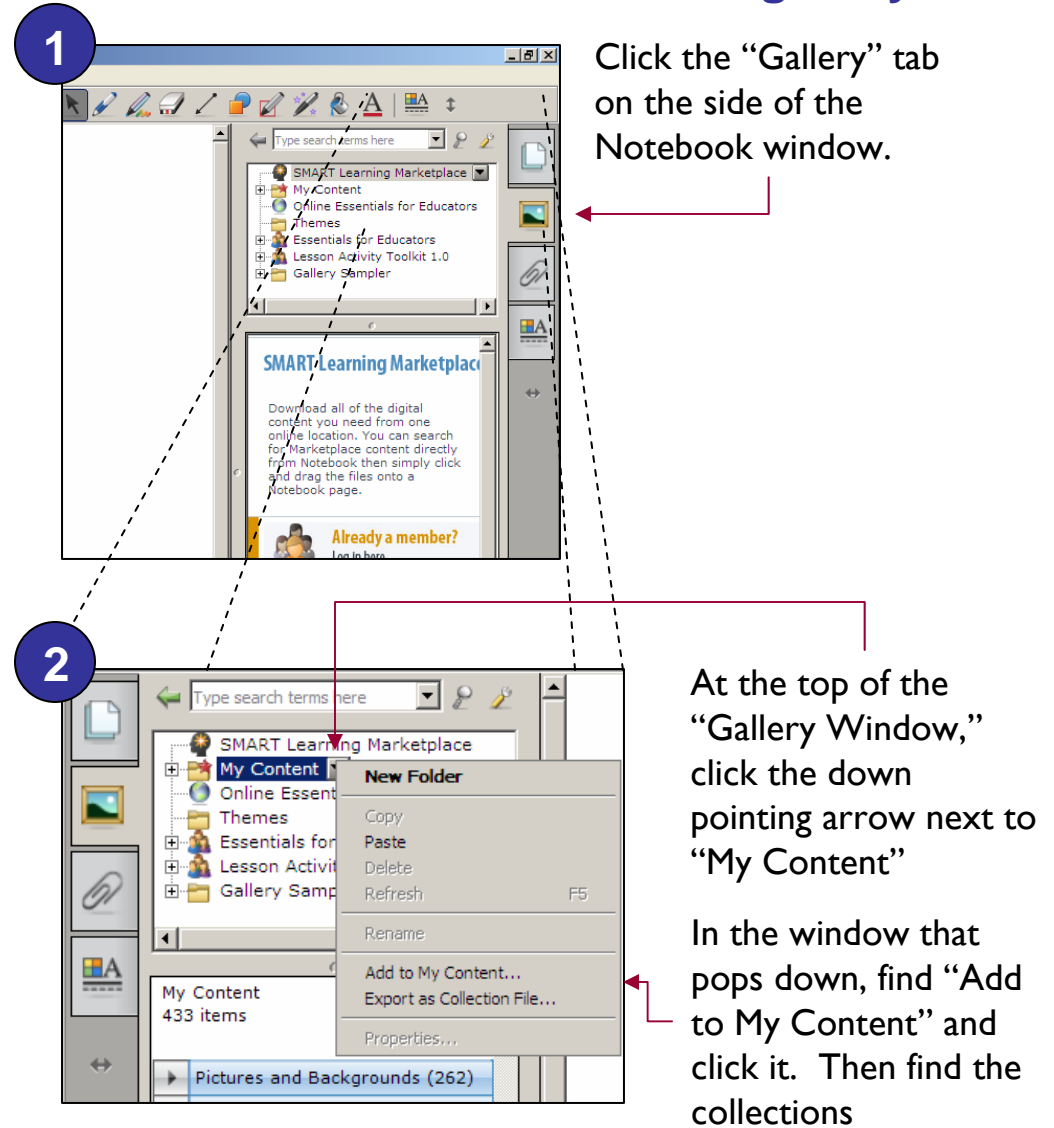 1
Click the “Gallery” tab
on the side of the
Notebook window.
A
A
Type search terms here
SMART Learning Marketplace
My Content
Online Essentials for Educators
Themes
Essentials for Educators
Lesson Activity Toolkit 1.0
Gallery Sampler
A
SMART Learning Marketplac
Download all of the digital
content you need from one
online location. You can search
for Marketplace content directly
from Notebook then simply click
and drag the files onto a
Notebook page.
Already a member?
Log in here
2
Type search terms here
SMART Learning Marketplace
My Content
Online Essent
Themes
Essentials for
Lesson Activit
Gallery Samp
New Folder
Copy
Paste
Delete
Refresh F5
Rename
Add to My Content...
Export as Collection File...
Properties...
A
My Content
433 items
Pictures and Backgrounds (262)
At the top of the
“Gallery Window,”
click the down
pointing arrow next to
“My Content”
In the window that
pops down, find “Add
to My Content” and
click it. Then find the
collections